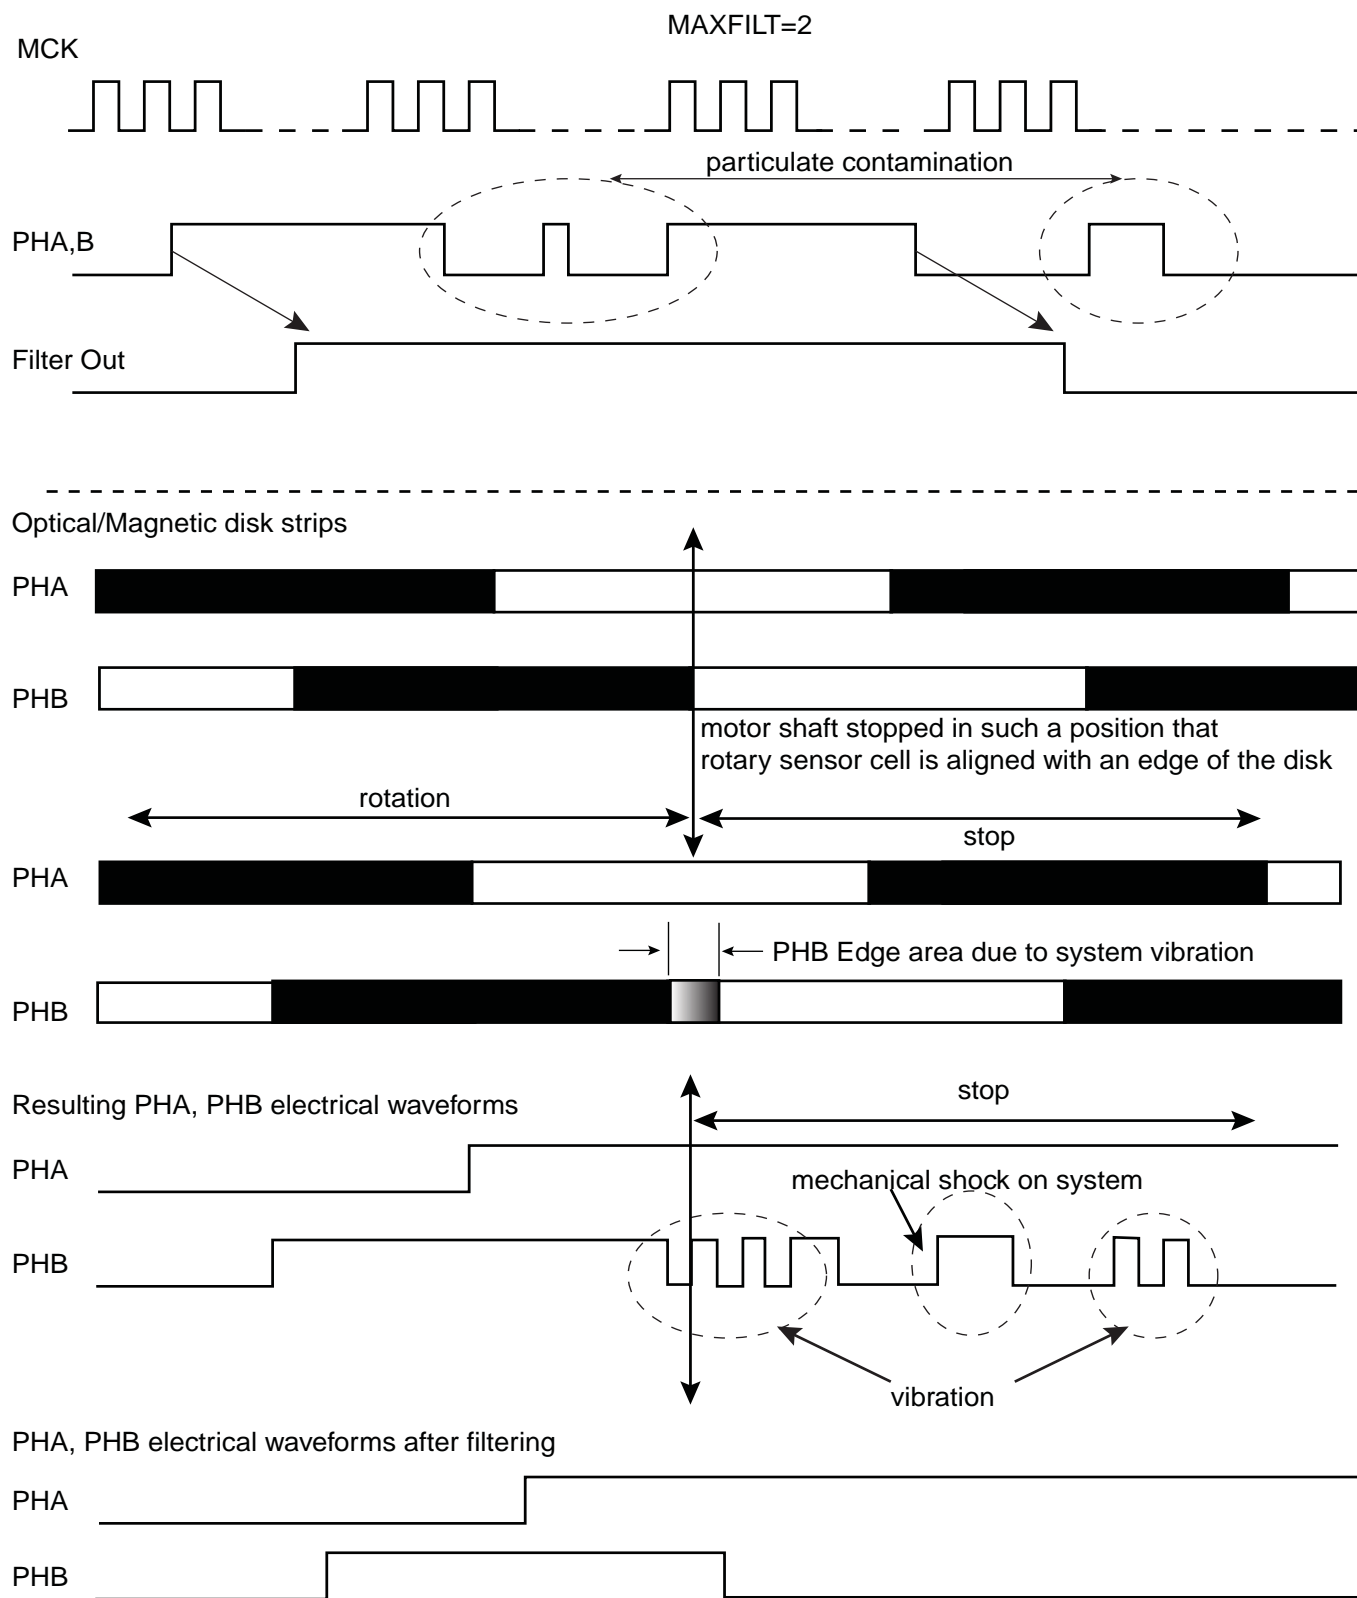 MAXFILT=2
MCK
particulate contamination
PHA,B
Filter Out
Optical/Magnetic disk strips
PHA
PHB
motor shaft stopped in such a position that
rotary sensor cell is aligned with an edge of the disk
rotation
stop
PHA
PHB Edge area due to system vibration
PHB
Resulting PHA, PHB electrical waveforms
stop
PHA
mechanical shock on system
PHB
vibration
PHA, PHB electrical waveforms after filtering
PHA
PHB